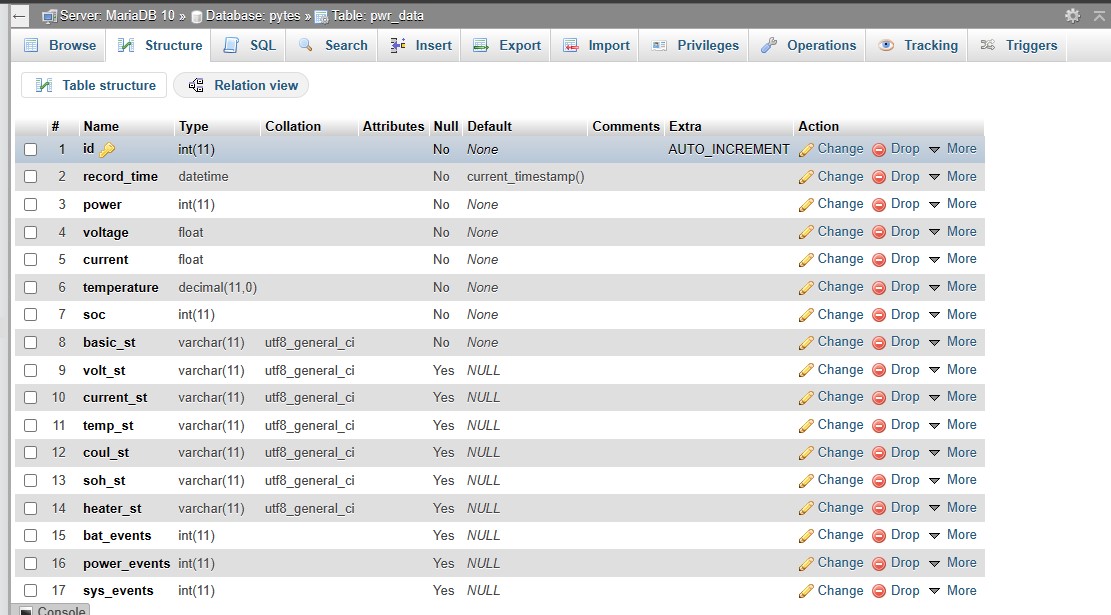 Server: MariaDB 10 » Database: pytes » Table: pwr_data
Browse Structure SQL Search Insert Export Import Privileges Operations Tracking Triggers
Table structure Relation view
# Name Type Collation Attributes Null Default Comments Extra Action
1 id int(11) No None AUTO_INCREMENT Change Drop More
2 record_time datetime No current_timestamp() Change Drop More
3 power int(11) No None Change Drop More
4 voltage float No None Change Drop More
5 current float No None Change Drop More
6 temperature decimal(11,0) No None Change Drop More
7 soc int(11) No None Change Drop More
8 basic_st varchar(11) utf8_general_ci No None Change Drop More
9 volt_st varchar(11) utf8_general_ci Yes NULL Change Drop More
10 current_st varchar(11) utf8_general_ci Yes NULL Change Drop More
11 temp_st varchar(11) utf8_general_ci Yes NULL Change Drop More
12 coul_st varchar(11) utf8_general_ci Yes NULL Change Drop More
13 soh_st varchar(11) utf8_general_ci Yes NULL Change Drop More
14 heater_st varchar(11) utf8_general_ci Yes NULL Change Drop More
15 bat_events int(11) Yes NULL Change Drop More
16 power_events int(11) Yes NULL Change Drop More
17 sys_events int(11) Yes NULL Change Drop More
Console